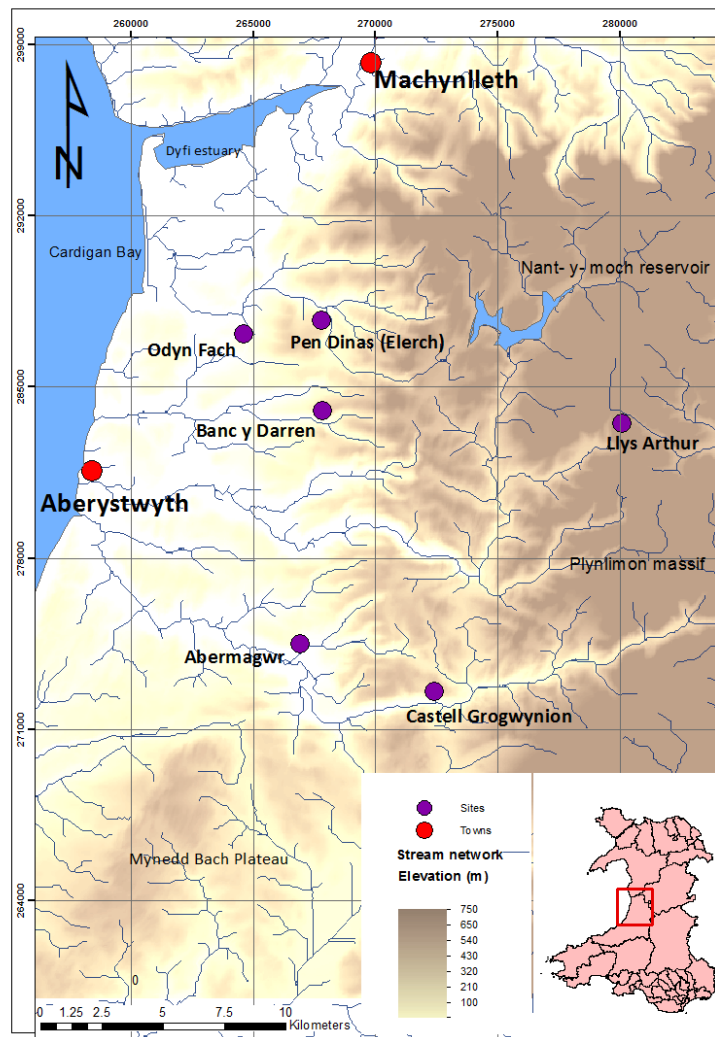 260000 265000 270000 275000 280000
299000
Machynlleth
N
Dyfi estuary
292000
Cardigan Bay
Nant- y- moch reservoir
Odyn Fach
Pen Dinas (Elerch)
285000
Banc y Darren
Llys Arthur
Aberystwyth
278000
Plynlimon massif
Abermagwr
Castell Grogwynion
271000
Sites
Towns
Mynedd Bach Plateau
Stream network
Elevation (m)
264000
750
650
540
430
320
210
100
0
0 1.25 2.5 5 7.5 10
Kilometers